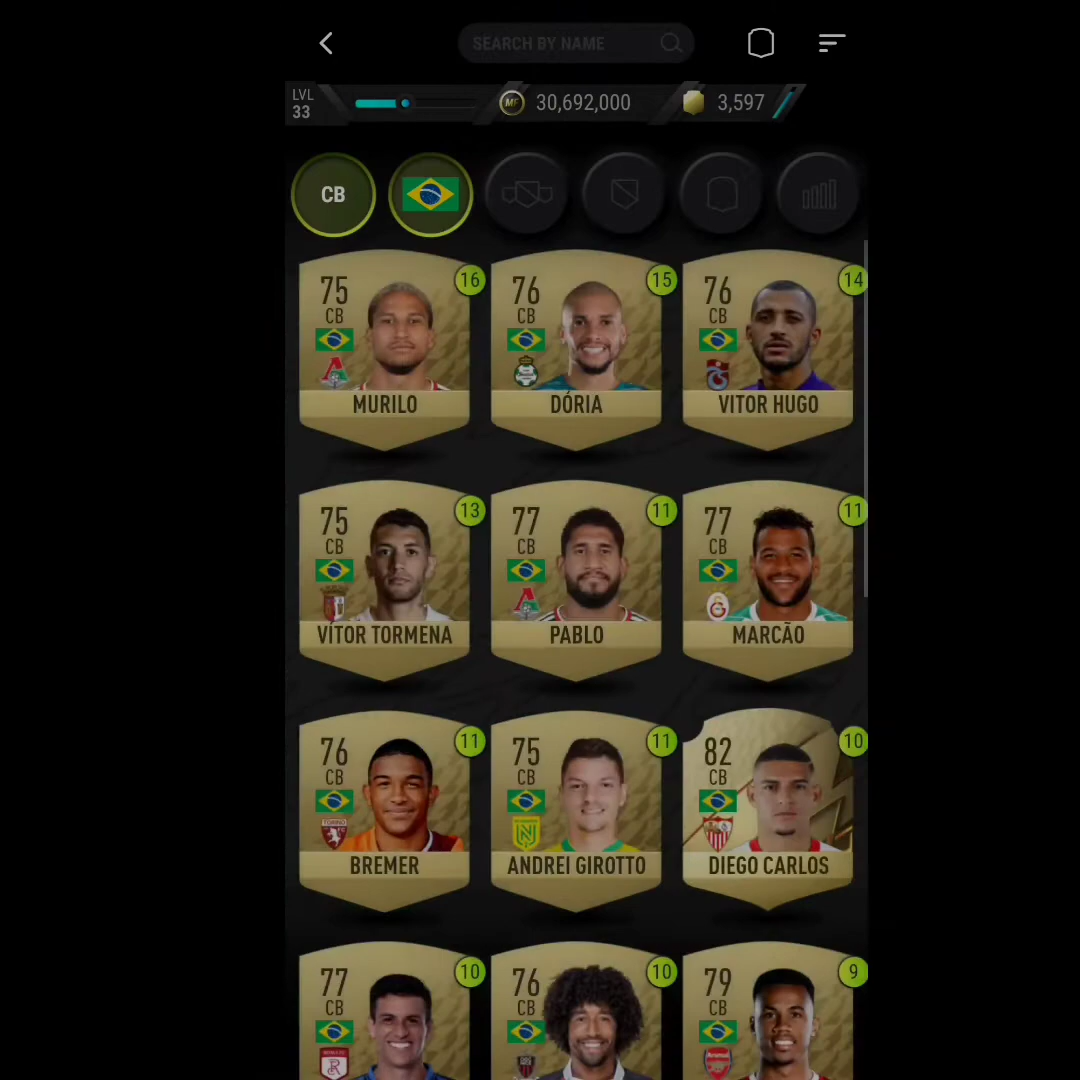 SEARCH BY NAME
LVL
33
MF
30,692,000
3,597
CB
75
CB
16
MURILO
76
CB
15
DÓRIA
76
CB
14
VITOR HUGO
75
CB
13
VÍTOR TORMENA
77
CB
11
PABLO
77
CB
11
MARCÃO
76
CB
11
TORINO
BREMER
75
CB
11
N
ANDREI GIROTTO
82
CB
10
DIEGO CARLOS
77
CB
10
R
76
CB
10
79
CB
9
Arsenal